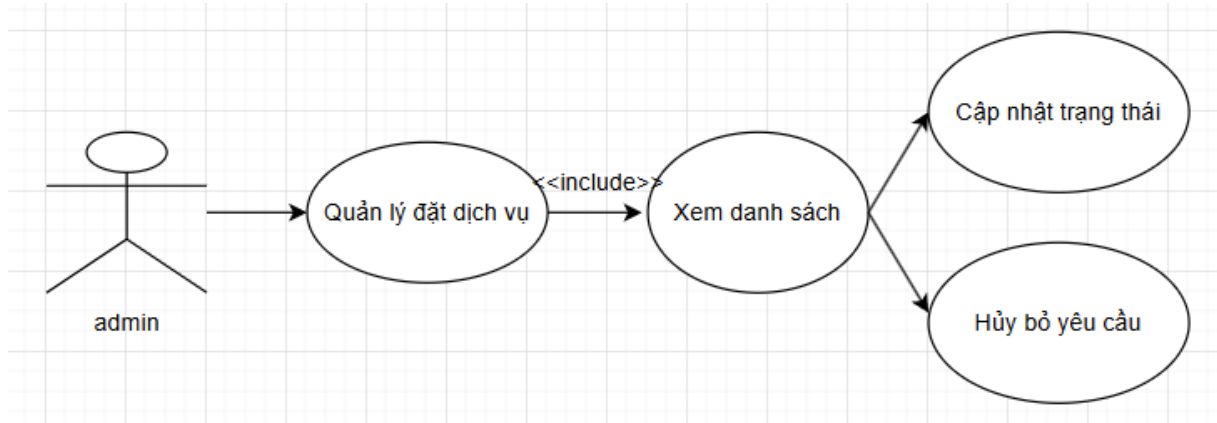 Cập nhật trạng thái
<<include>>
Quản lý đặt dịch vụ
Xem danh sách
admin
Hủy bỏ yêu cầu